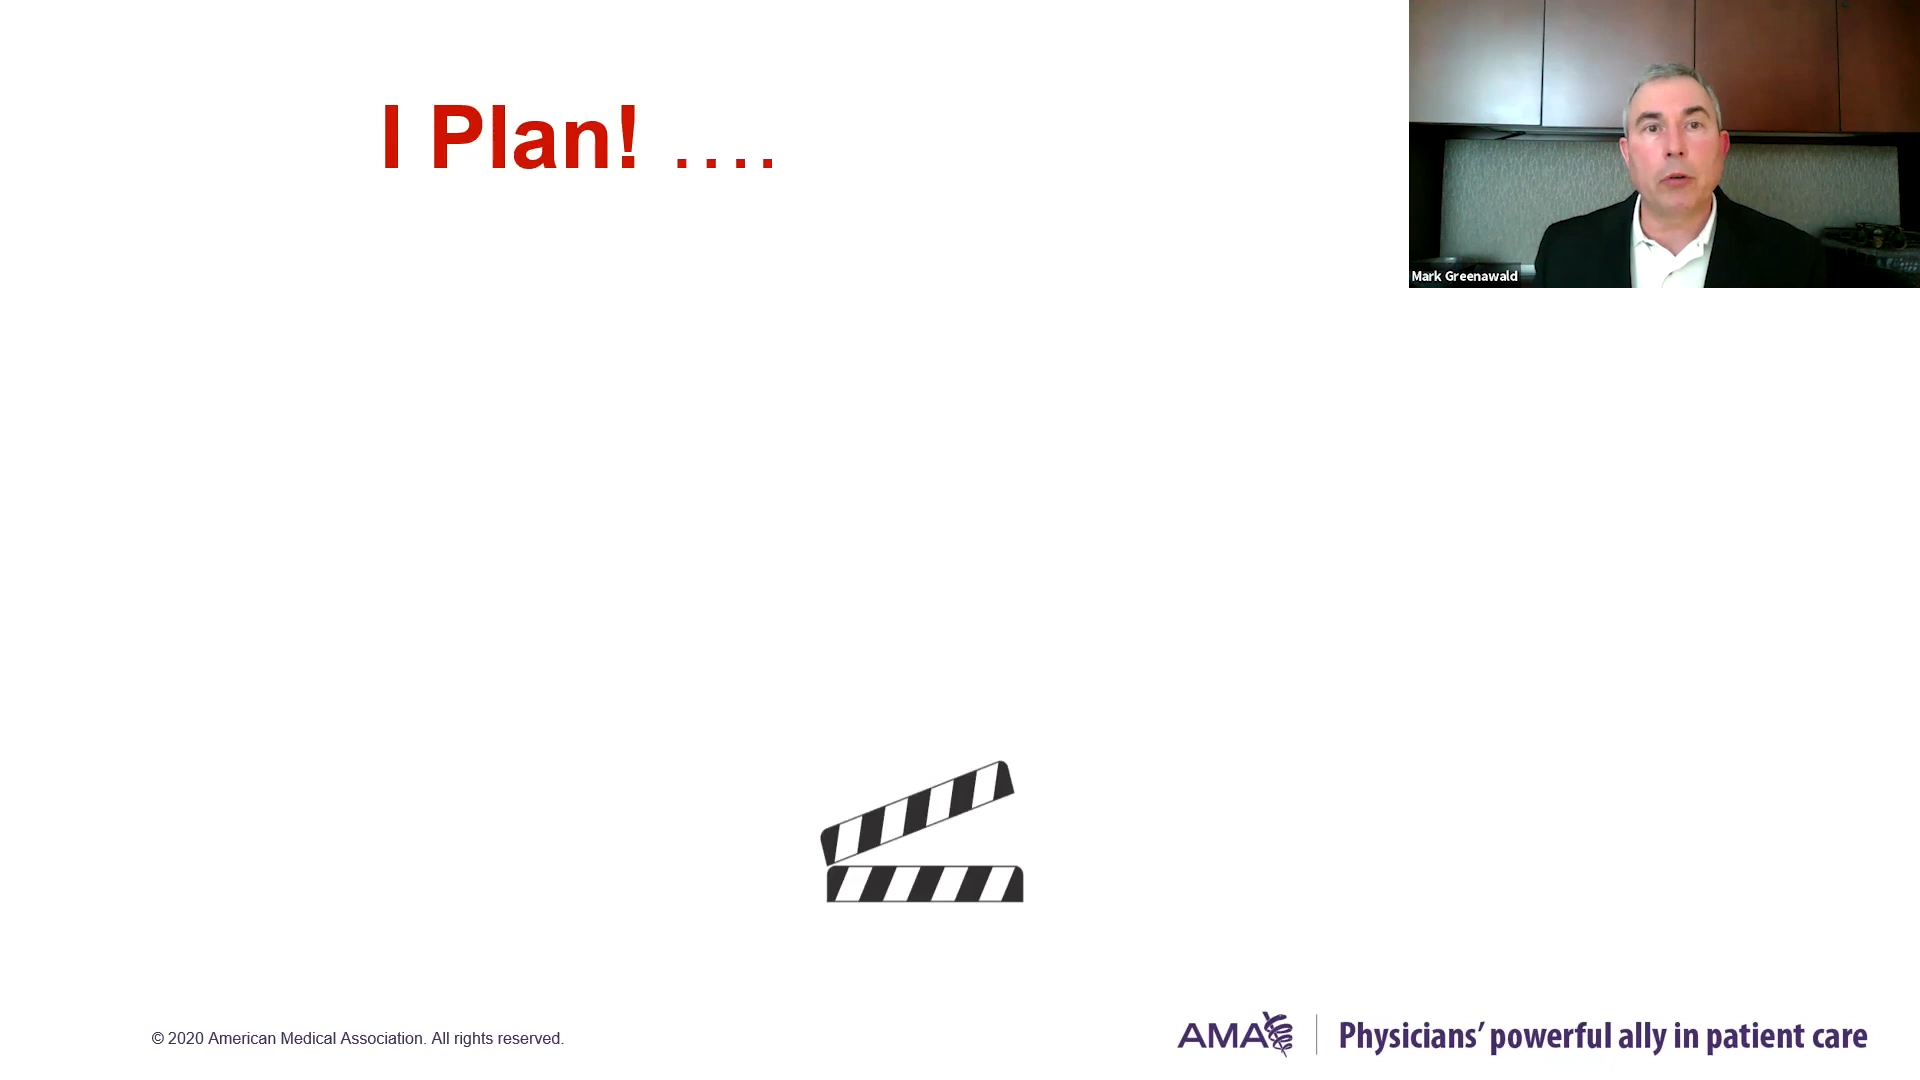 I Plan! ....
Mark Greenawald
© 2020 American Medical Association. All rights reserved.
AMA
Physicians’ powerful ally in patient care